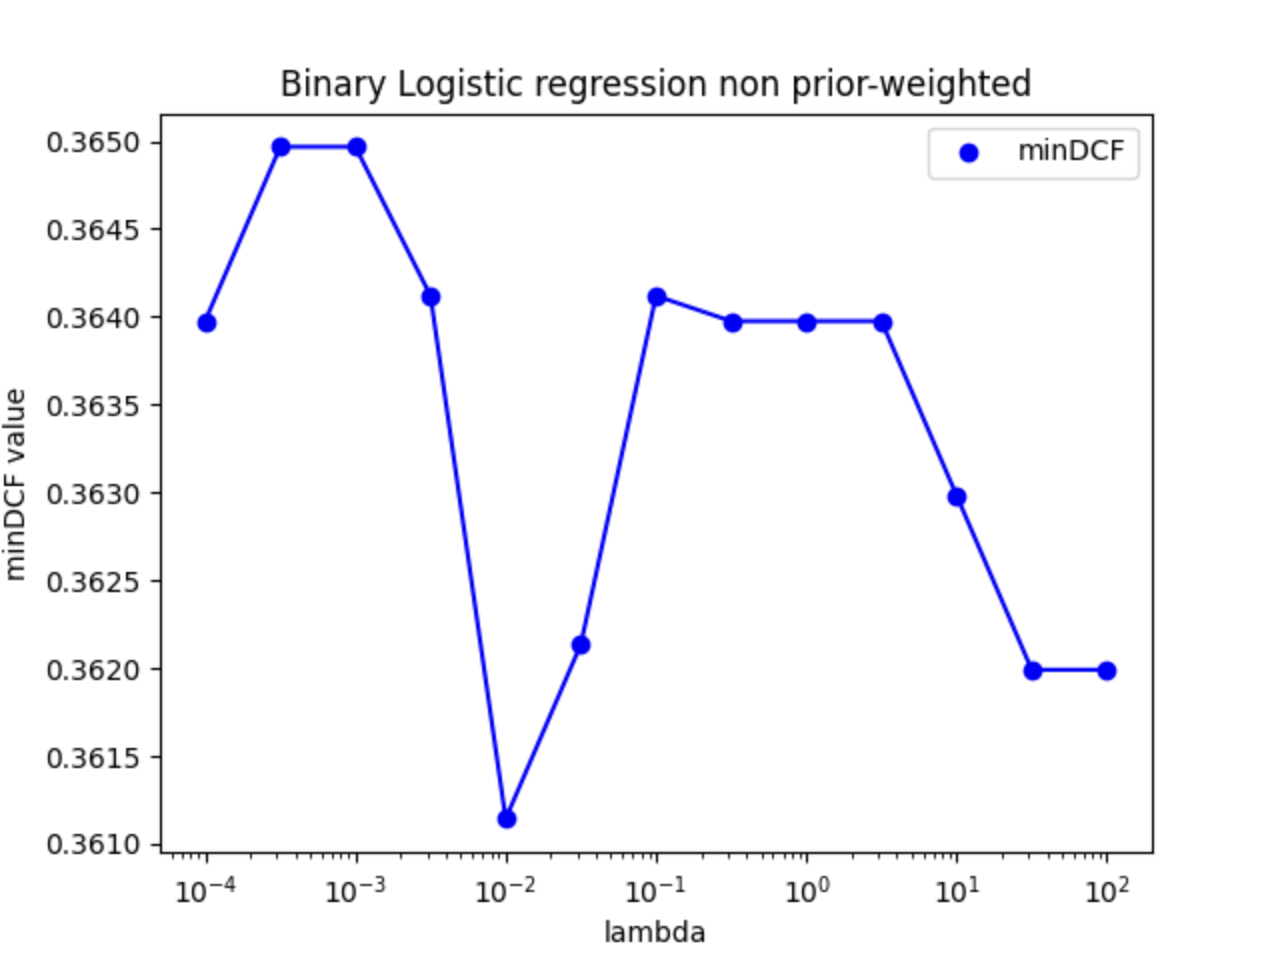 Binary Logistic regression non prior-weighted
minDCF
0.3650
0.3645
0.3640
0.3635
0.3630
0.3625
0.3620
0.3615
0.3610
minDCF value
10⁻⁴ 10⁻³ 10⁻² 10⁻¹ 10⁰ 10¹ 10²
lambda